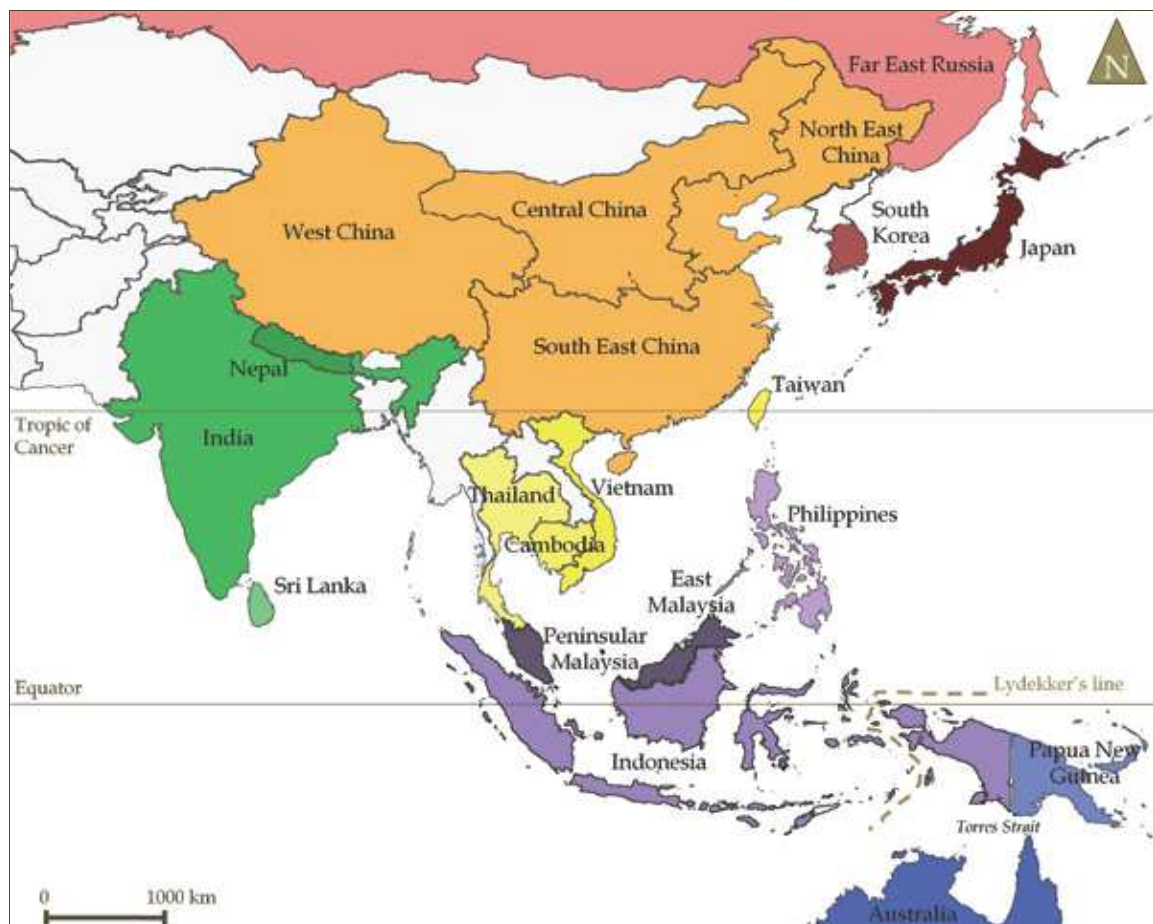 Far East Russia
N
North East
China
Central China
West China
South
Korea
Japan
South East China
Nepal
Taiwan
Tropic of
Cancer
India
Thailand
Vietnam
Philippines
Cambodia
Sri Lanka
East
Malaysia
Peninsular
Malaysia
Equator
Lydekker's line
Indonesia
Papua New
Guinea
Torres Strait
0 1000 km
Australia